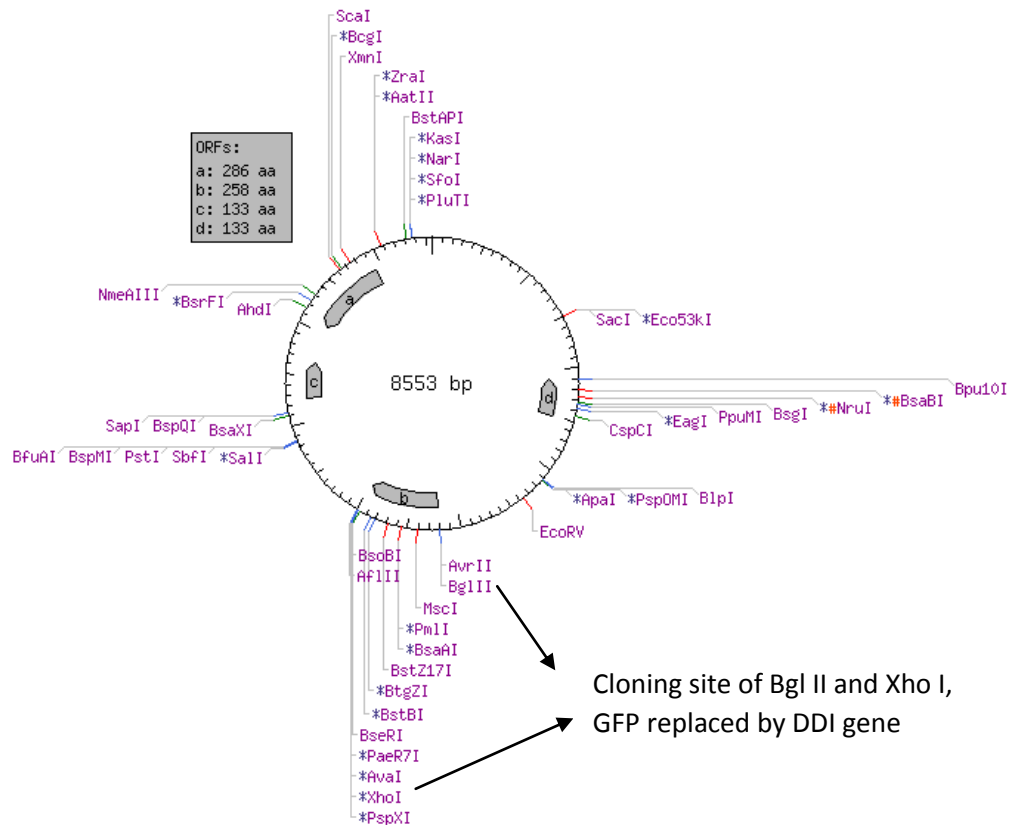 ScaI
*BcgI
XmnI
*ZraI
*AatII
BstAPI
*KasI
*NarI
*SfoI
*PluTI
ORFs:
a: 286 aa
b: 258 aa
c: 133 aa
d: 133 aa
NmeAIII *BsrFI AhdI
a
SacI *Eco53kI
c
8553 bp
d
Bpu10I
*#BsaBI
*#NruI
BsgI
PpuMI
*EagI
CspCI
SapI BspQI BsaXI
BfuAI BspMI PstI SbfI *SalI
b
*ApaI *PspOMI BlpI
EcoRV
BsoBI
AflII
AvrII
BglII
MscI
*PmlI
*BsaAI
BstZ17I
*BtgZI
*BstBI
BseRI
*PaeR7I
*AvaI
*XhoI
*PspXI
Cloning site of Bgl II and Xho I,
GFP replaced by DDI gene